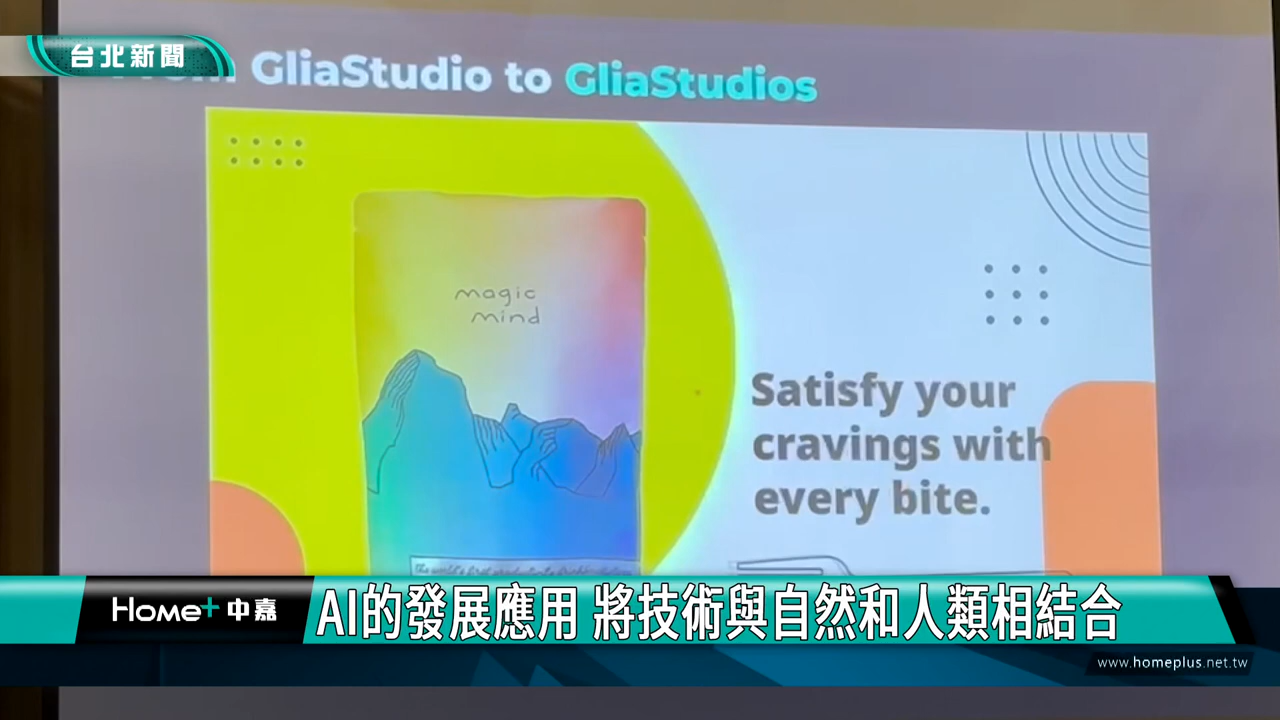 台北新聞
GliaStudio to GliaStudios
magic
mind
Satisfy your
cravings with
every bite.
Home+ 中嘉
AI的發展應用 將技術與自然和人類相結合
www.homeplus.net.tw